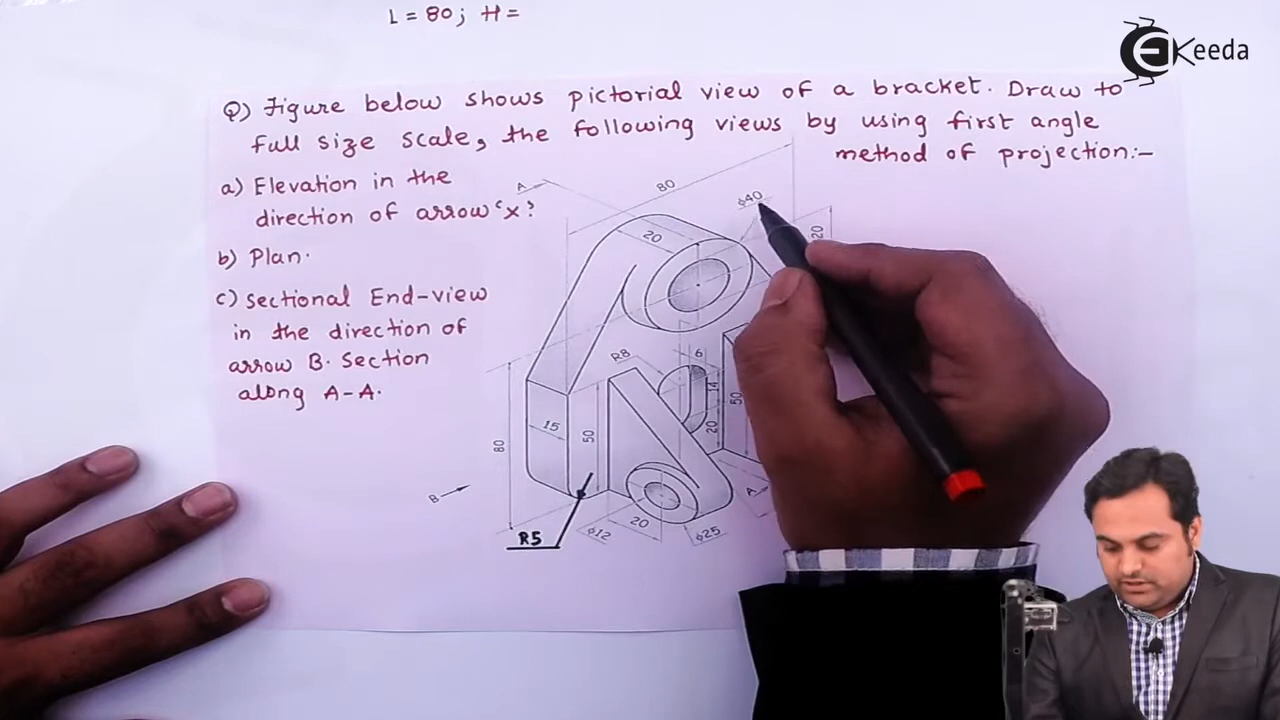 L = 80; H =
EKeeda
Q) Figure below shows pictorial view of a bracket. Draw to
full size scale, the following views by using first angle
method of projection:-
a) Elevation in the
direction of arrow 'x'.
b) Plan.
c) Sectional End-view
in the direction of
arrow B. Section
along A-A.
A
80
φ40
20
20
R8
6
14
50
20
15
50
80
B
A
R5
φ12
20
φ25